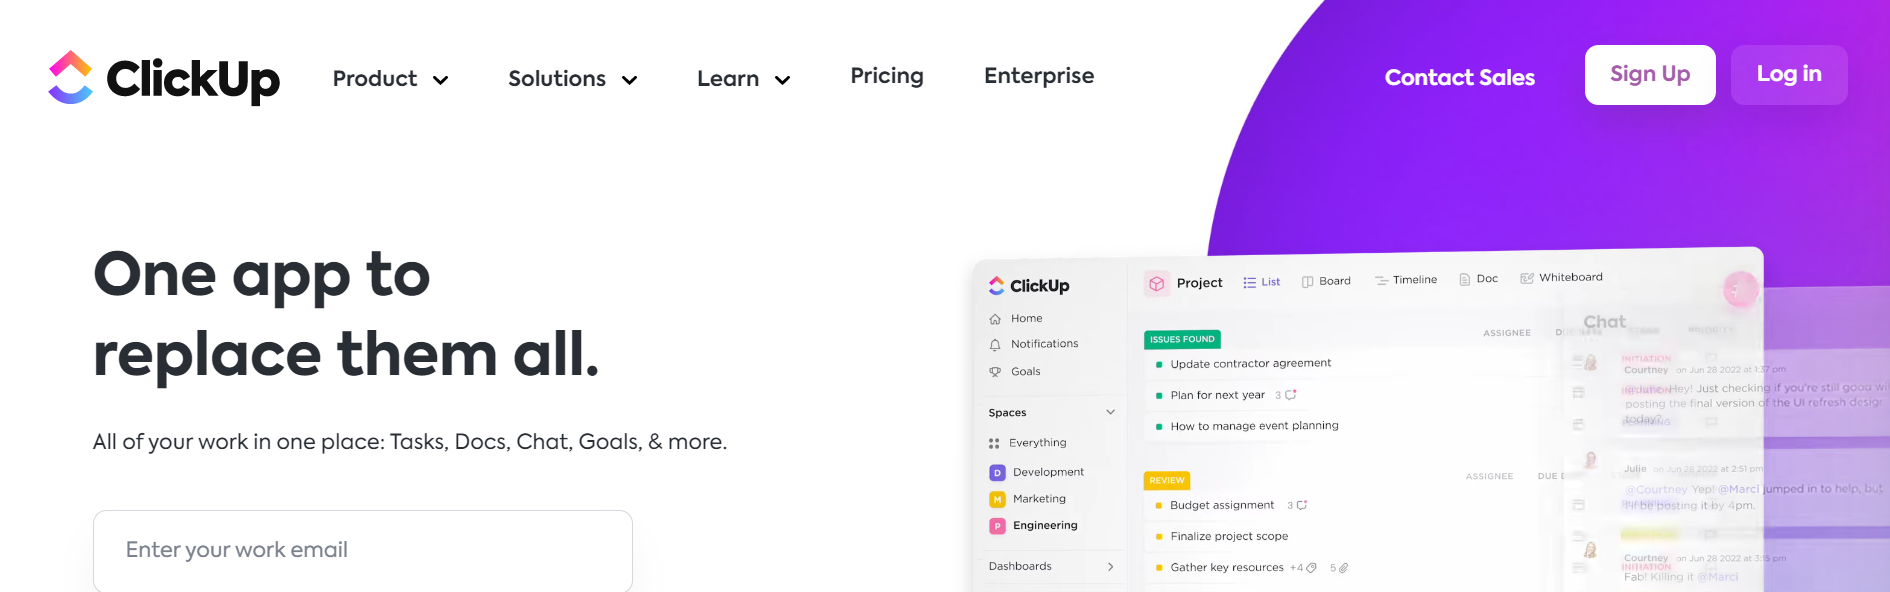 ClickUp
Product
Solutions
Learn
Pricing
Enterprise
Contact Sales
Sign Up
Log in
One app to
replace them all.
All of your work in one place: Tasks, Docs, Chat, Goals, & more.
Enter your work email
ClickUp
Home
Notifications
Goals
Spaces
Everything
D Development
M Marketing
P Engineering
Dashboards
Project
List
Board
Timeline
Doc
Whiteboard
ISSUES FOUND
ASSIGNEE
Update contractor agreement
Plan for next year 3
How to manage event planning
REVIEW
ASSIGNEE
Budget assignment 3
Finalize project scope
Gather key resources +4 5
Chat
INITIATION
Courtney on Jun 28 2022 at 1:37 pm
Hey! Just checking if you're still good
posting the final version of the UI refresh design
today?
Julie on Jun 28 2022 at 2:51 pm
@Courtney Yep! @Marci jumped in to help, but
I'll be posting it by 4pm.
Courtney on Jun 28 2022 at 3:15 pm
INITIATION
Fab! Killing it @Marci